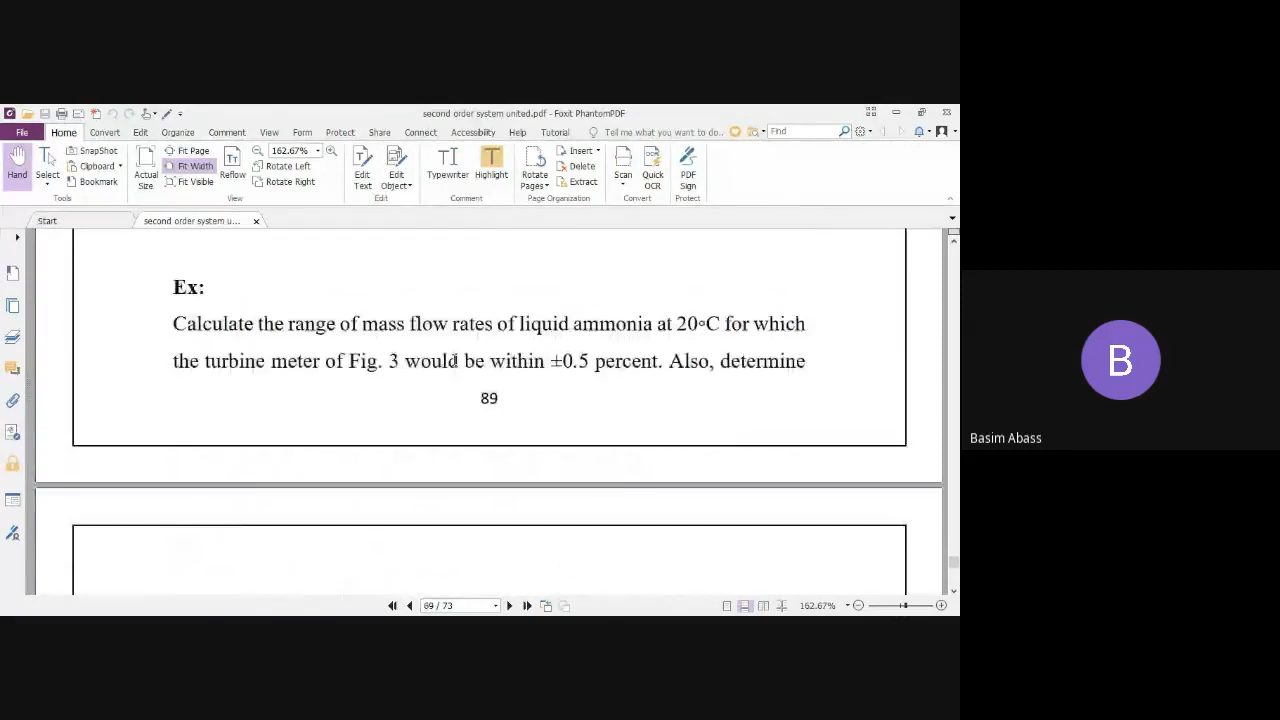 second order system united.pdf - Foxit PhantomPDF
File Home Convert Edit Organize Comment View Form Protect Share Connect Accessibility Help Tutorial Tell me what you want to do.. Find
Hand
Select
SnapShot
Clipboard
Bookmark
Tools
Actual Size
Fit Page
Fit Width
Fit Visible
Reflow
162.67%
Rotate Left
Rotate Right
View
Edit Text
Edit Object
Edit
Typewriter
Highlight
Comment
Rotate Pages
Insert
Delete
Extract
Page Organization
Scan
Quick OCR
Convert
PDF Sign
Protect
Start second order system u...
Ex:
Calculate the range of mass flow rates of liquid ammonia at 20∘C for which
the turbine meter of Fig. 3 would be within ±0.5 percent. Also, determine
89
69 / 73 162.67%
B
Basim Abass